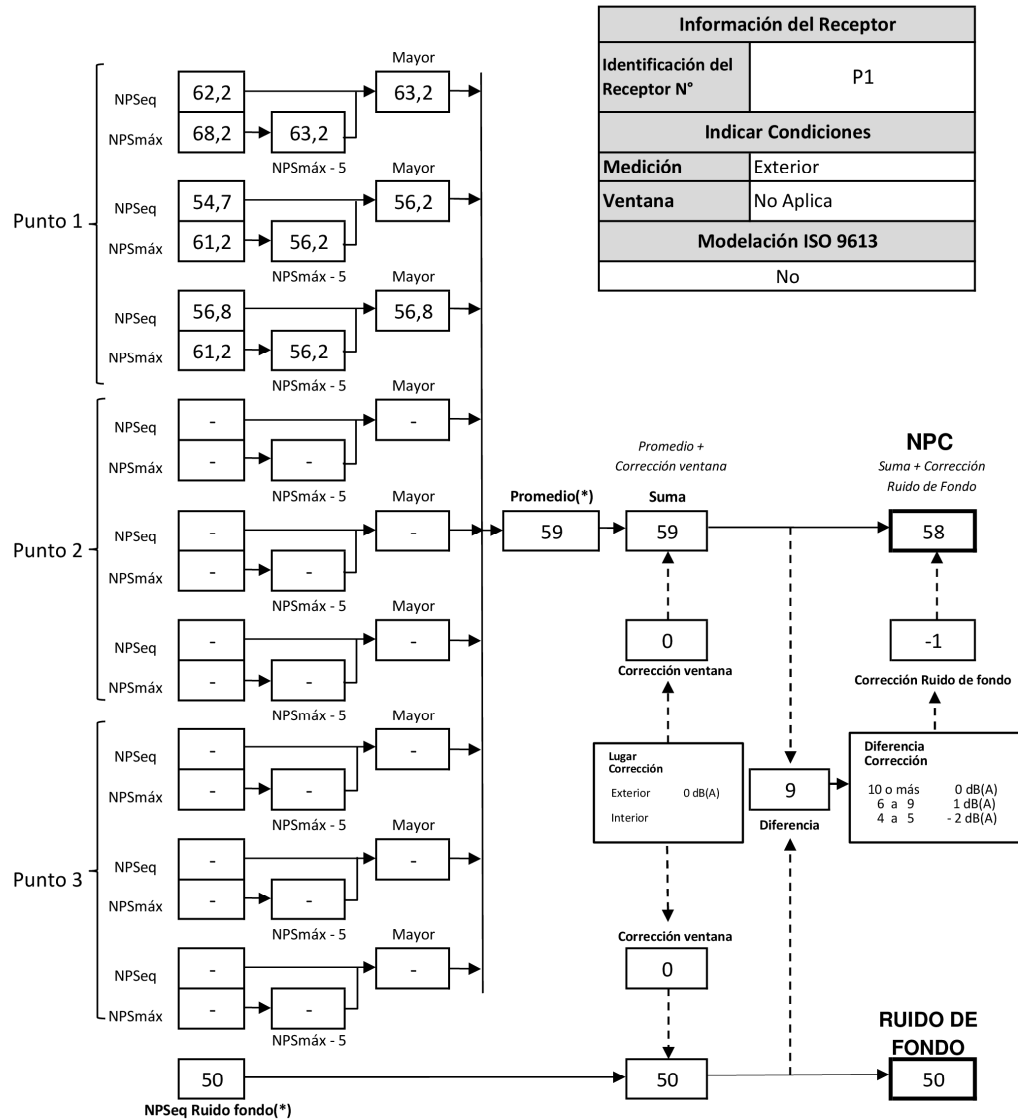 Información del Receptor
Identificación del Receptor N°
P1
Indicar Condiciones
Medición Exterior
Ventana No Aplica
Modelación ISO 9613
No
Punto 1
Mayor
NPSeq 62,2 63,2
NPSmáx 68,2 63,2
NPSmáx - 5
Mayor
NPSeq 54,7 56,2
NPSmáx 61,2 56,2
NPSmáx - 5
Mayor
NPSeq 56,8 56,8
NPSmáx 61,2 56,2
NPSmáx - 5
Punto 2
Mayor
NPSeq - -
NPSmáx - -
NPSmáx - 5
Mayor
NPSeq - -
NPSmáx - -
NPSmáx - 5
Mayor
NPSeq - -
NPSmáx - -
NPSmáx - 5
Punto 3
Mayor
NPSeq - -
NPSmáx - -
NPSmáx - 5
Mayor
NPSeq - -
NPSmáx - -
NPSmáx - 5
Mayor
NPSeq - -
NPSmáx - -
NPSmáx - 5
50
NPSeq Ruido fondo(*)
Promedio(*)
59
Promedio +
Corrección ventana
Suma
59
0
Corrección ventana
Lugar
Corrección
Exterior 0 dB(A)
Interior
Corrección ventana
0
50
9
Diferencia
NPC
Suma + Corrección
Ruido de Fondo
58
-1
Corrección Ruido de fondo
Diferencia
Corrección
10 o más 0 dB(A)
6 a 9 1 dB(A)
4 a 5 - 2 dB(A)
RUIDO DE
FONDO
50